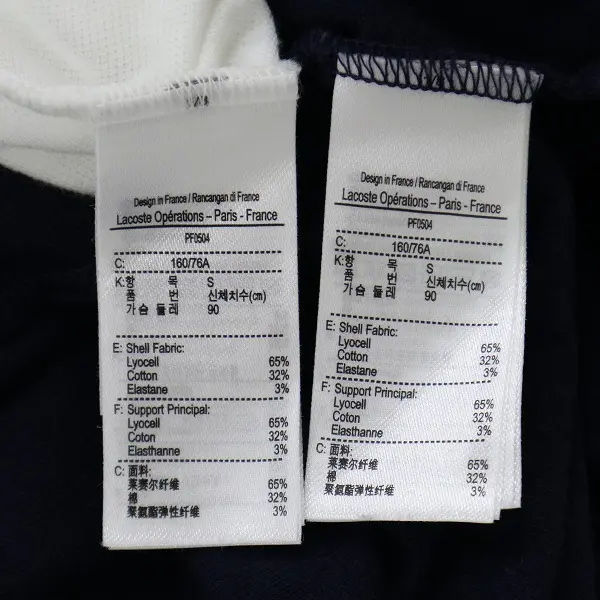 Design in France / Rancangan di France
Lacoste Opérations – Paris - France
PF0504
C: 160/76A
K:항 목 S
품 번 신체치수(cm)
가슴 둘레 90
E: Shell Fabric:
Lyocell 65%
Cotton 32%
Elastane 3%
F: Support Principal:
Lyocell 65%
Coton 32%
Elasthanne 3%
C: 面料:
莱赛尔纤维 65%
棉 32%
聚氨酯弹性纤维 3%
Design in France / Rancangan di France
Lacoste Opérations – Paris - France
PF0504
C: 160/76A
K:항 목 S
품 번 신체치수(cm)
가슴 둘레 90
E: Shell Fabric:
Lyocell 65%
Cotton 32%
Elastane 3%
F: Support Principal:
Lyocell 65%
Coton 32%
Elasthanne 3%
C: 面料:
莱赛尔纤维 65%
棉 32%
聚氨酯弹性纤维 3%